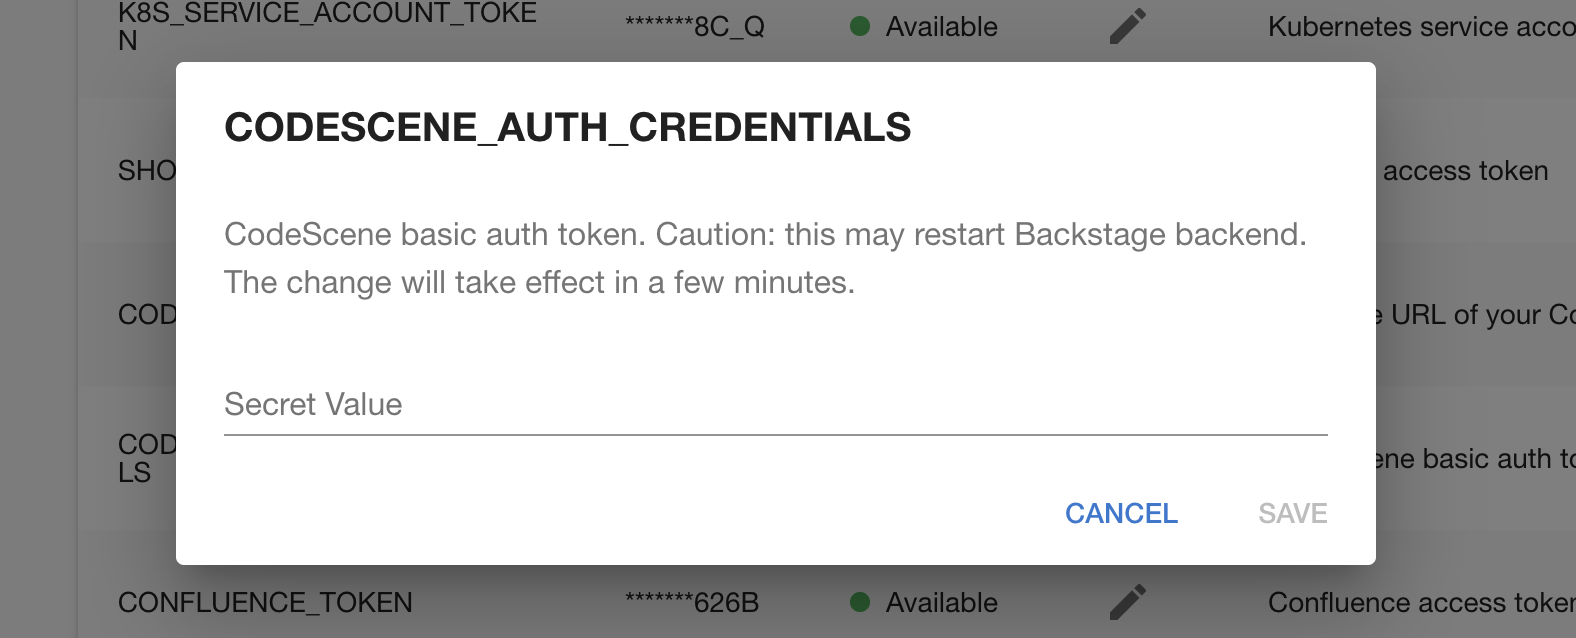 K8S_SERVICE_ACCOUNT_TOKE
N
*******8C_Q
Available
Kubernetes service acco
CODESCENE_AUTH_CREDENTIALS
SHO
access token
CodeScene basic auth token. Caution: this may restart Backstage backend.
The change will take effect in a few minutes.
COD
e URL of your Co
Secret Value
COD
LS
ene basic auth to
CANCEL
SAVE
CONFLUENCE_TOKEN
*******626B
Available
Confluence access token